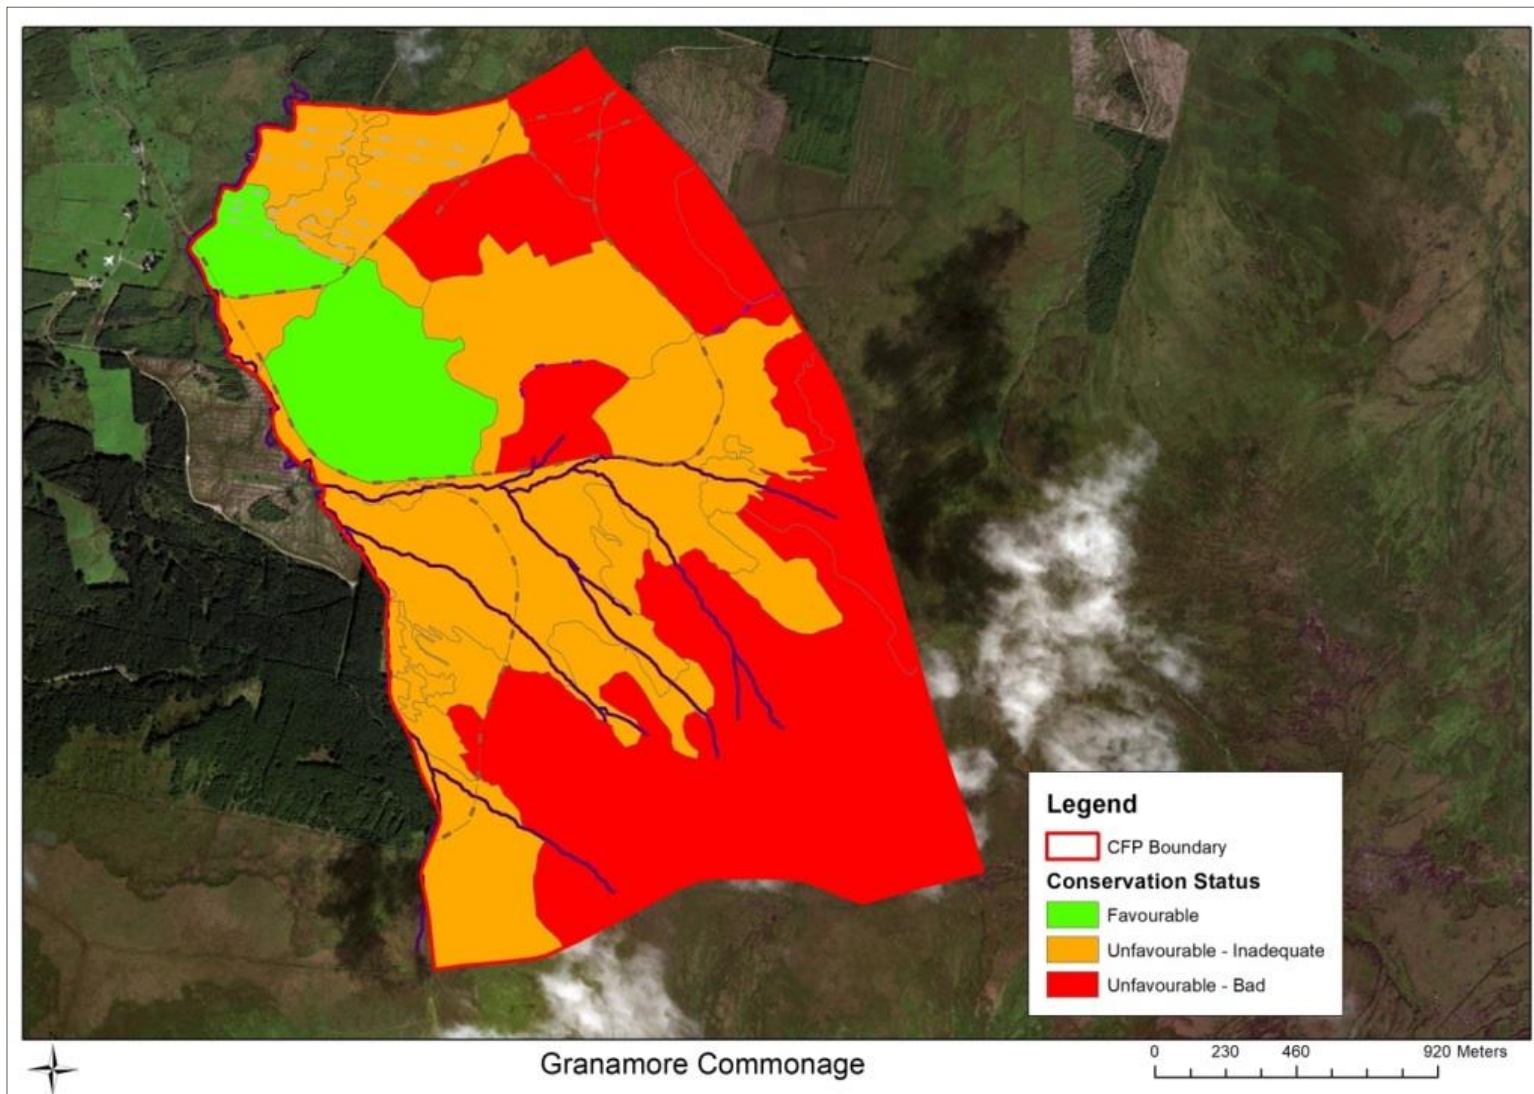 Legend
CFP Boundary
Conservation Status
Favourable
Unfavourable - Inadequate
Unfavourable - Bad
Granamore Commonage
0 230 460 920 Meters